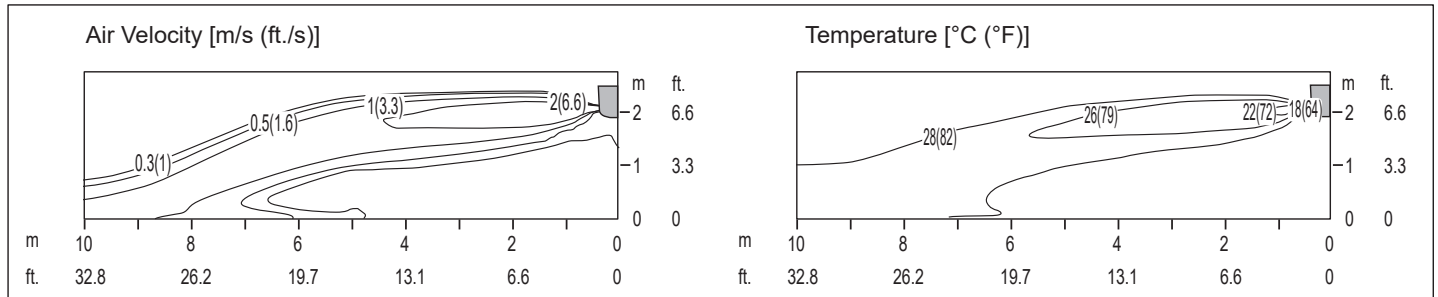 Air Velocity [m/s (ft./s)]
m ft.
2(6.6)
1(3.3)
0.5(1.6)
0.3(1)
2 6.6
1 3.3
0 0
m 10 8 6 4 2 0
ft. 32.8 26.2 19.7 13.1 6.6 0
Temperature [°C (°F)]
m ft.
18(64)
22(72)
26(79)
28(82)
2 6.6
1 3.3
0 0
m 10 8 6 4 2 0
ft. 32.8 26.2 19.7 13.1 6.6 0